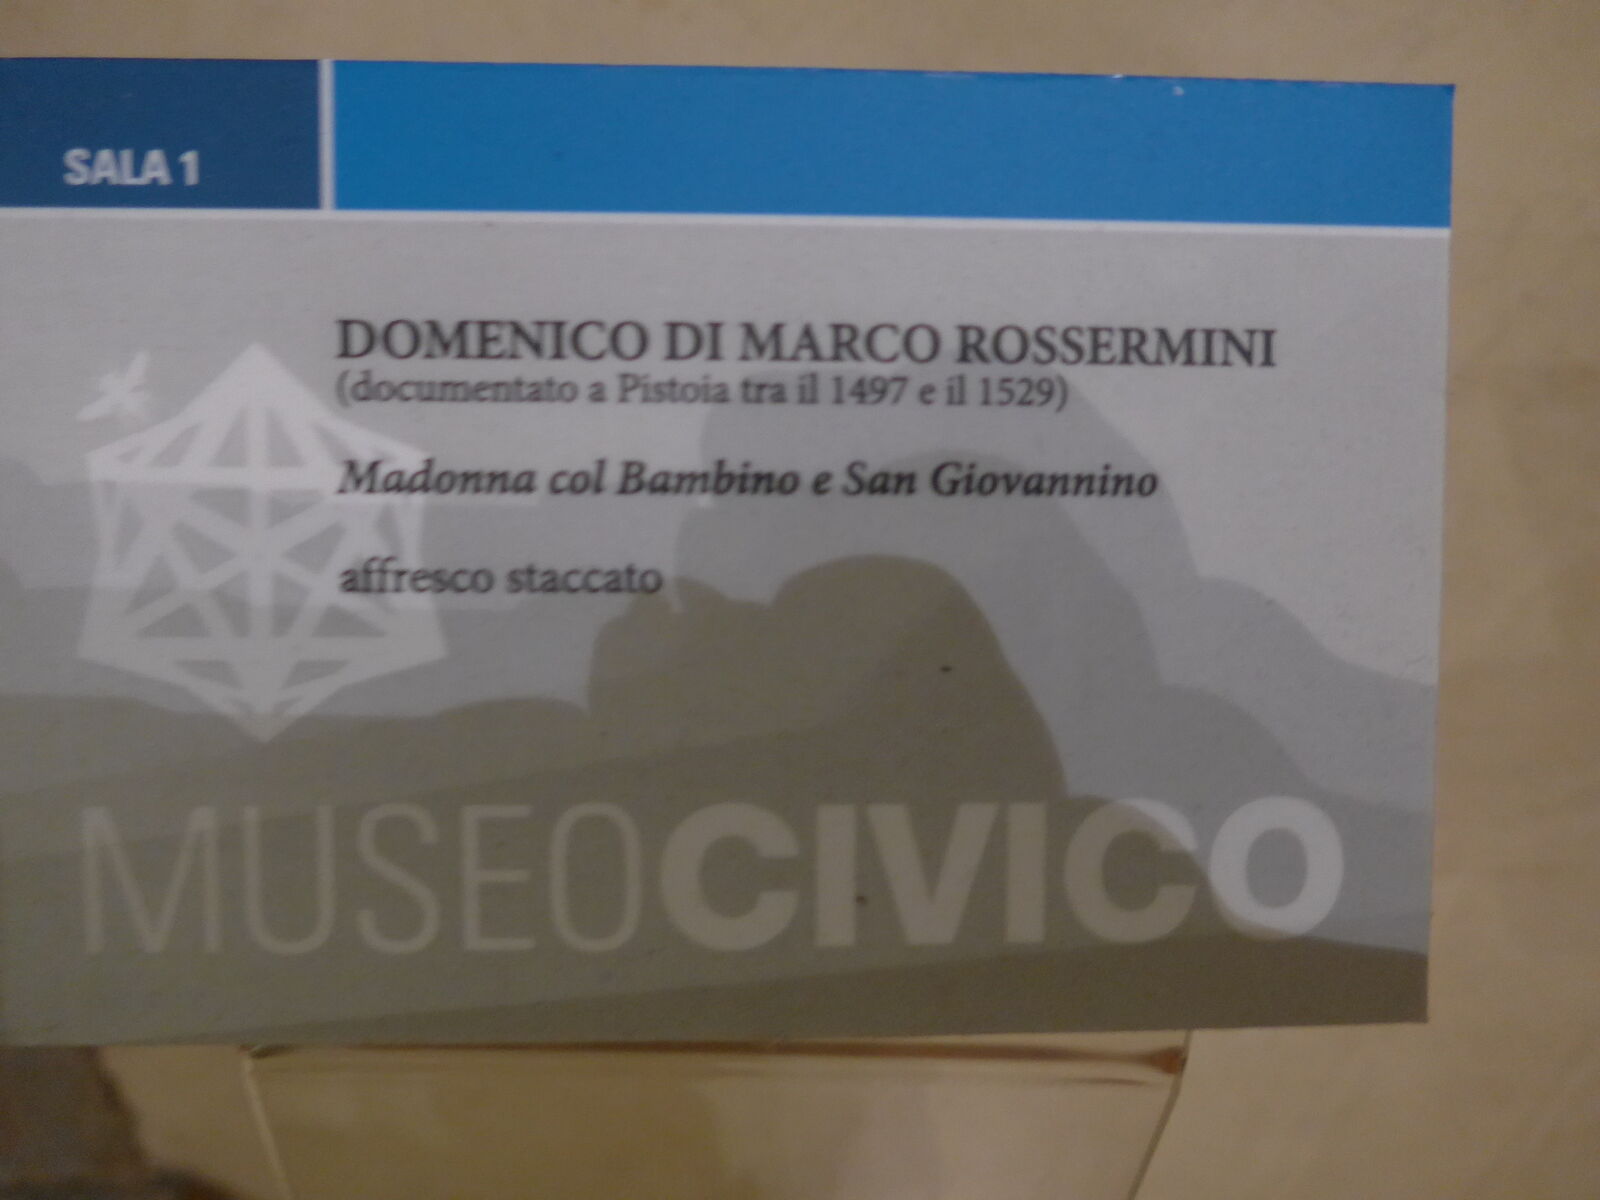 SALA 1
DOMENICO DI MARCO ROSSERMINI
(documentato a Pistoia tra il 1497 e il 1529)
Madonna col Bambino e San Giovannino
affresco staccato
MUSEOCIVICO